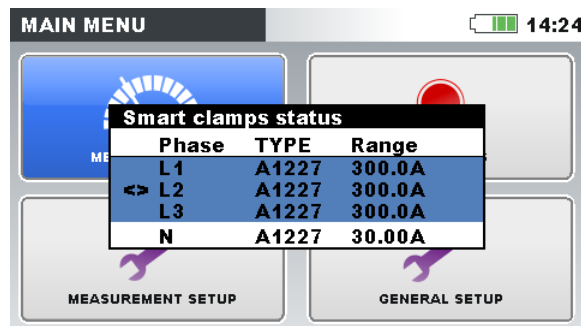 MAIN MENU 14:24
Smart clamps status
Phase TYPE Range
L1 A1227 300.0A
<> L2 A1227 300.0A
L3 A1227 300.0A
N A1227 30.00A
MEASUREMENT SETUP GENERAL SETUP